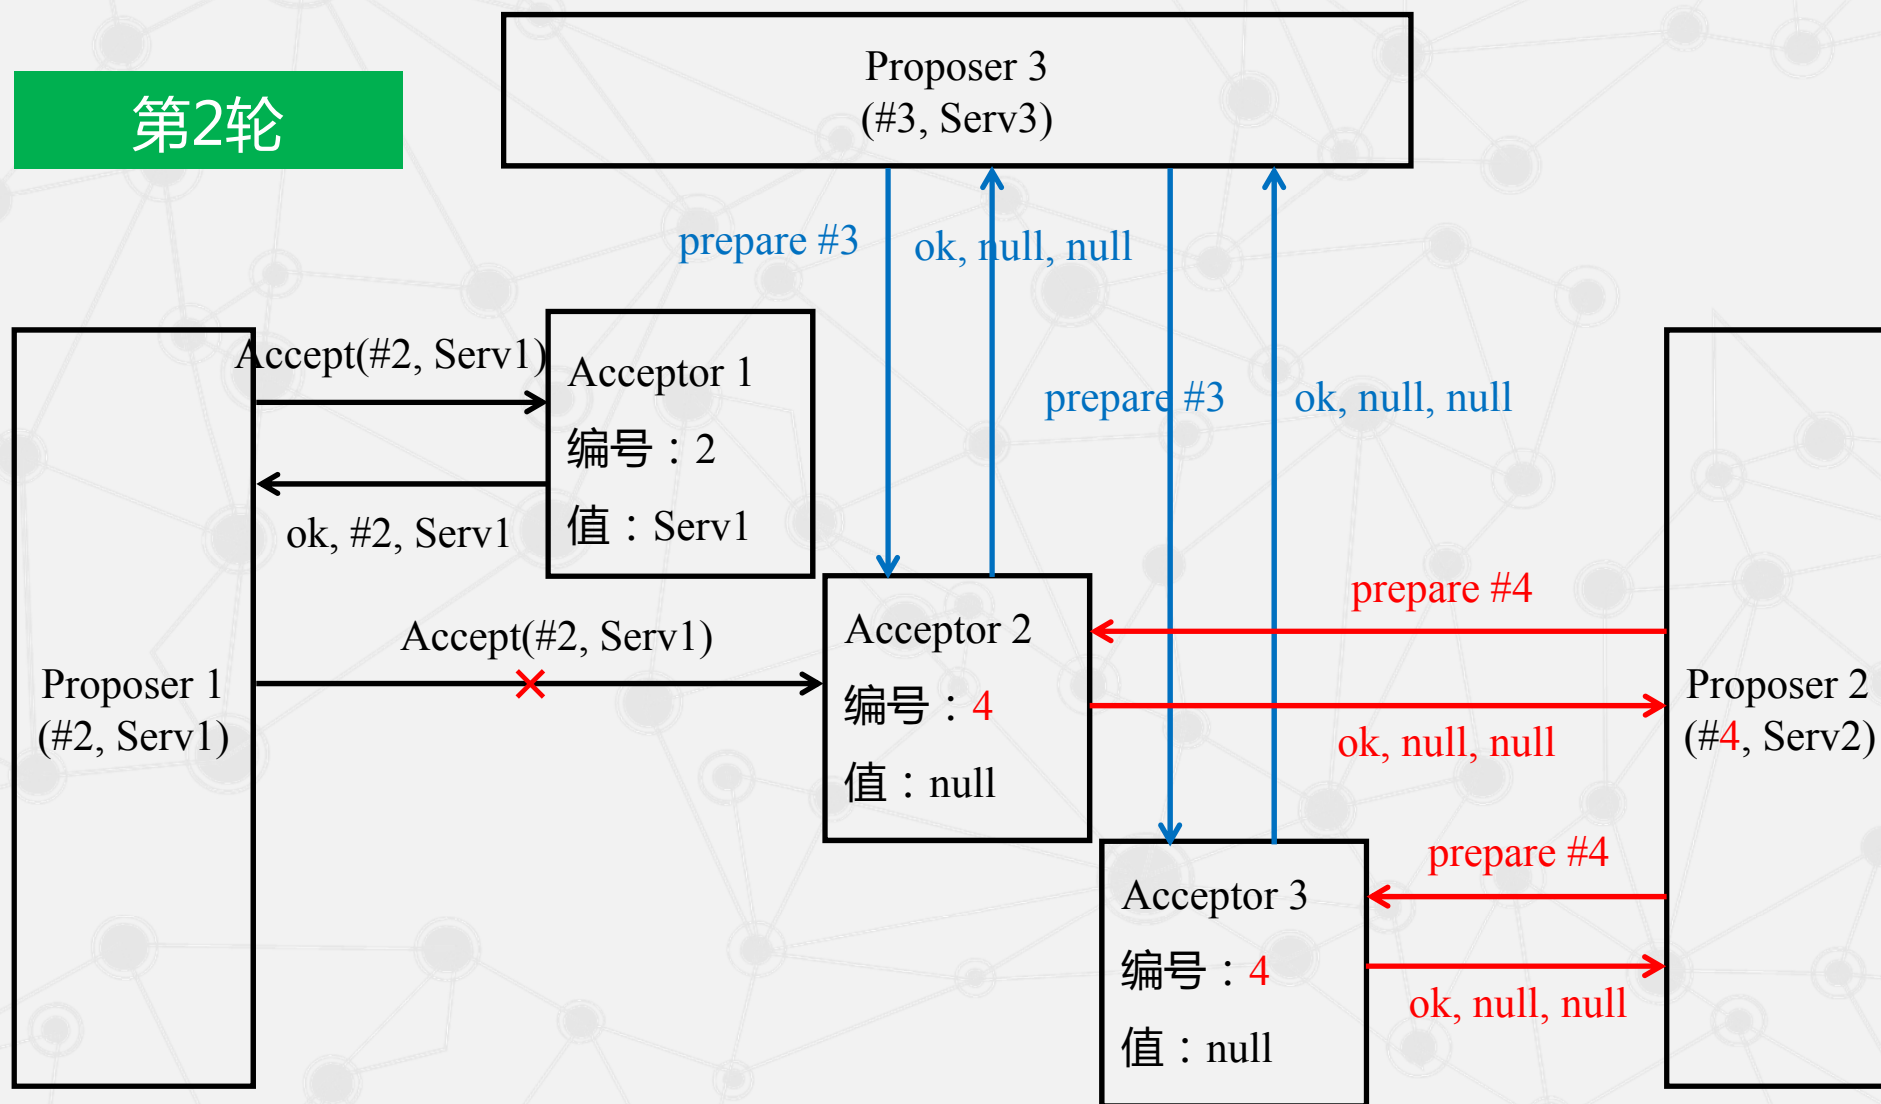 Proposer 3
(#3, Serv3)
第2轮
prepare #3
ok, null, null
Accept(#2, Serv1)
Acceptor 1
编号：2
值：Serv1
ok, #2, Serv1
prepare #3
ok, null, null
Accept(#2, Serv1)
Proposer 1
(#2, Serv1)
Acceptor 2
编号：4
值：null
prepare #4
ok, null, null
Proposer 2
(#4, Serv2)
Acceptor 3
编号：4
值：null
prepare #4
ok, null, null